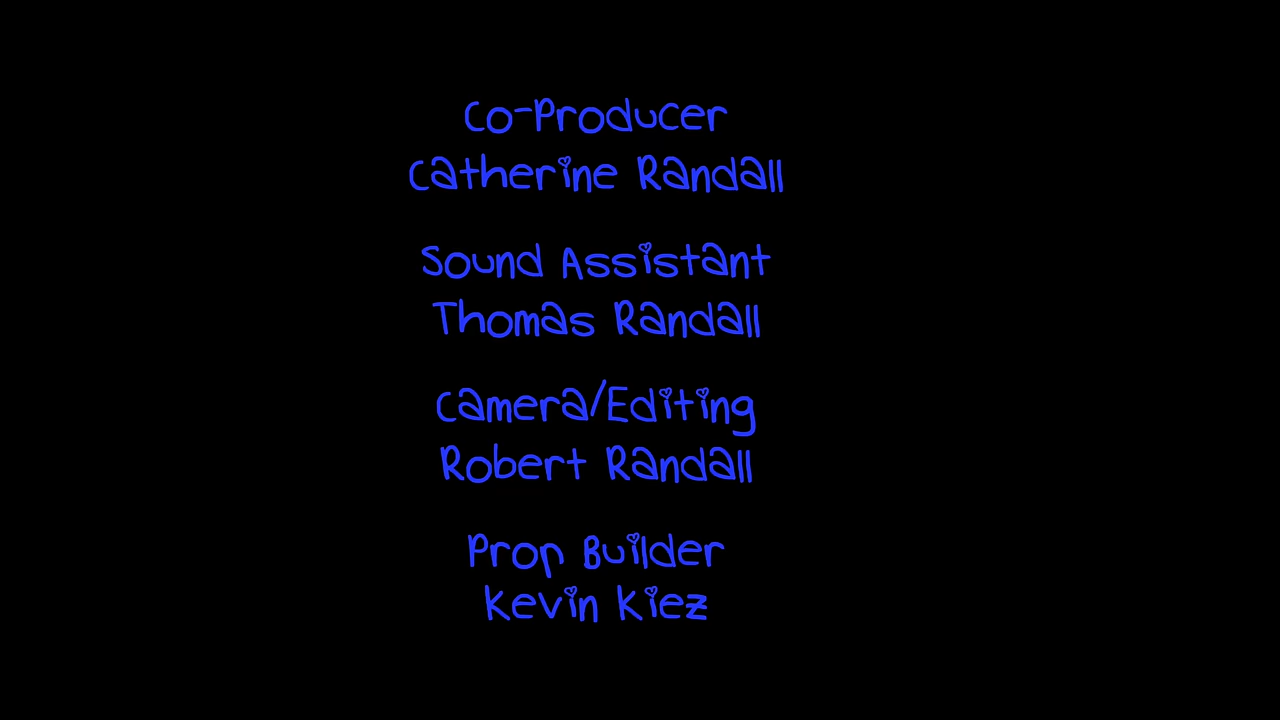 Co-Producer
Catherine Randall
Sound Assistant
Thomas Randall
Camera/Editing
Robert Randall
Prop Builder
Kevin Kiez